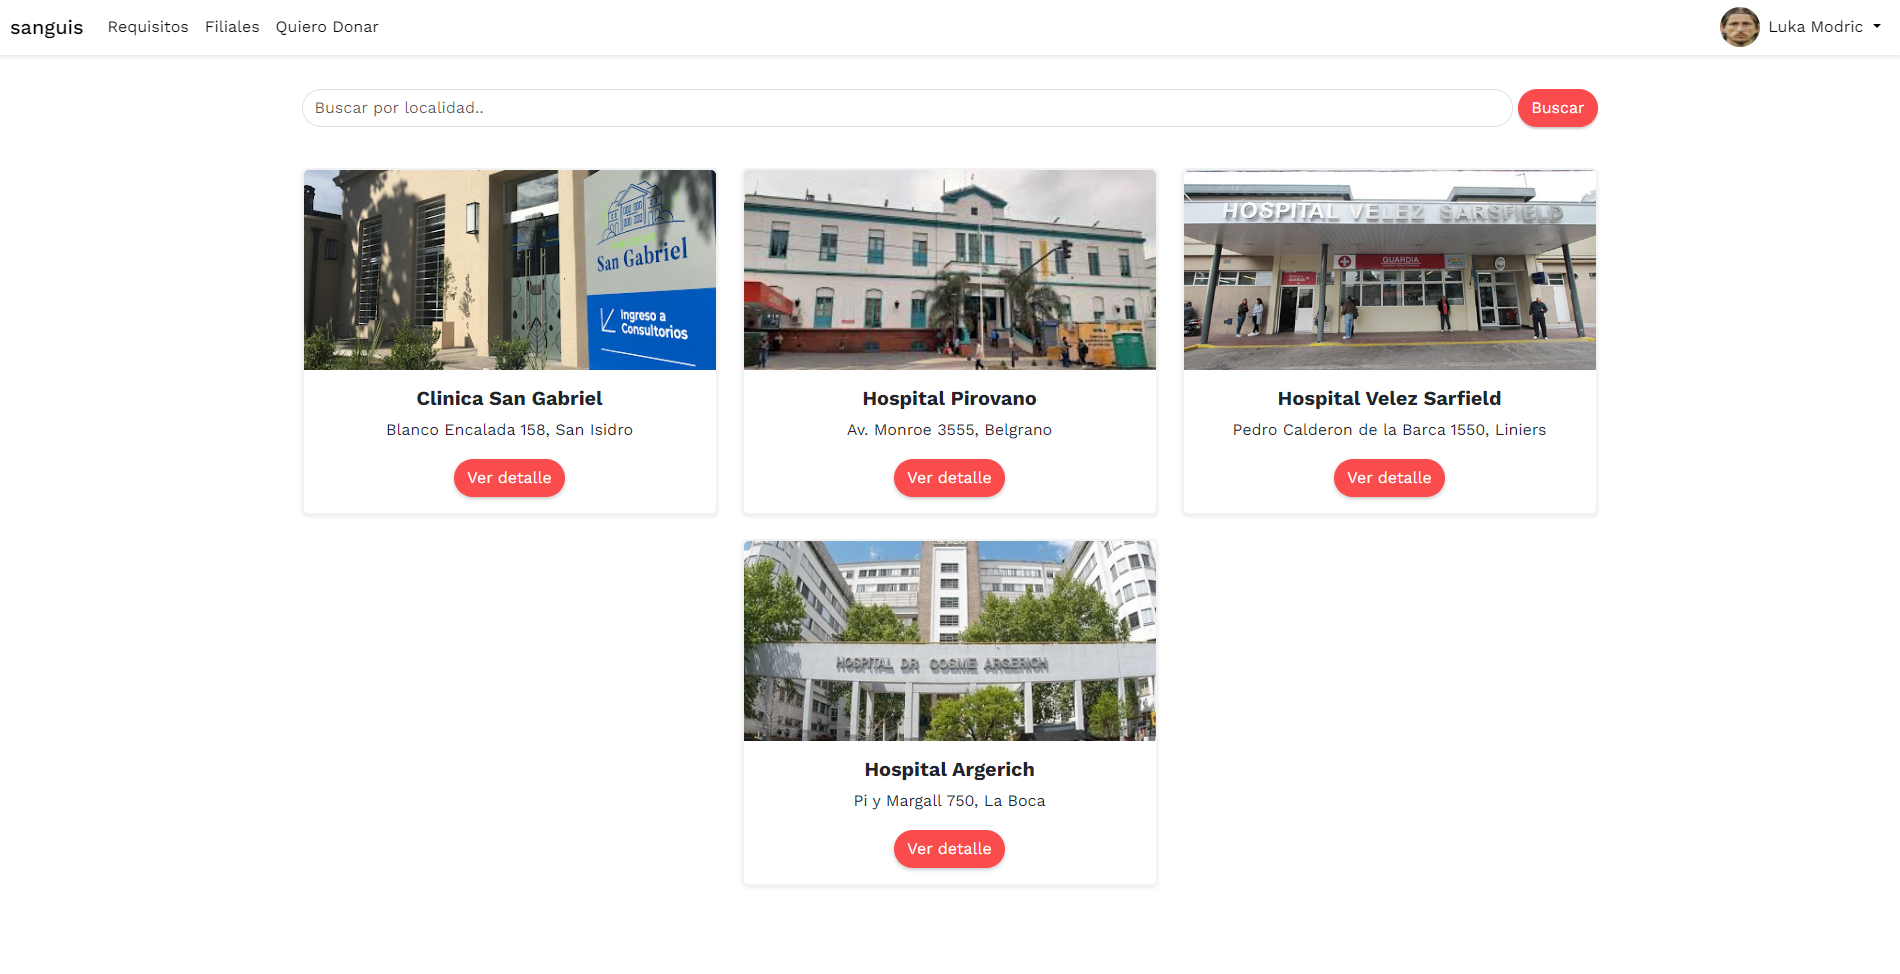 sanguis Requisitos Filiales Quiero Donar Luka Modric
Buscar por localidad.. Buscar
San Gabriel
Ingreso a
Consultorios
HOSPITAL VELEZ SARSFIELD
GUARDIA
GUARDIA
Clinica San Gabriel
Blanco Encalada 158, San Isidro
Ver detalle
Hospital Pirovano
Av. Monroe 3555, Belgrano
Ver detalle
Hospital Velez Sarfield
Pedro Calderon de la Barca 1550, Liniers
Ver detalle
HOSPITAL DR COSME ARGERICH
Hospital Argerich
Pi y Margall 750, La Boca
Ver detalle